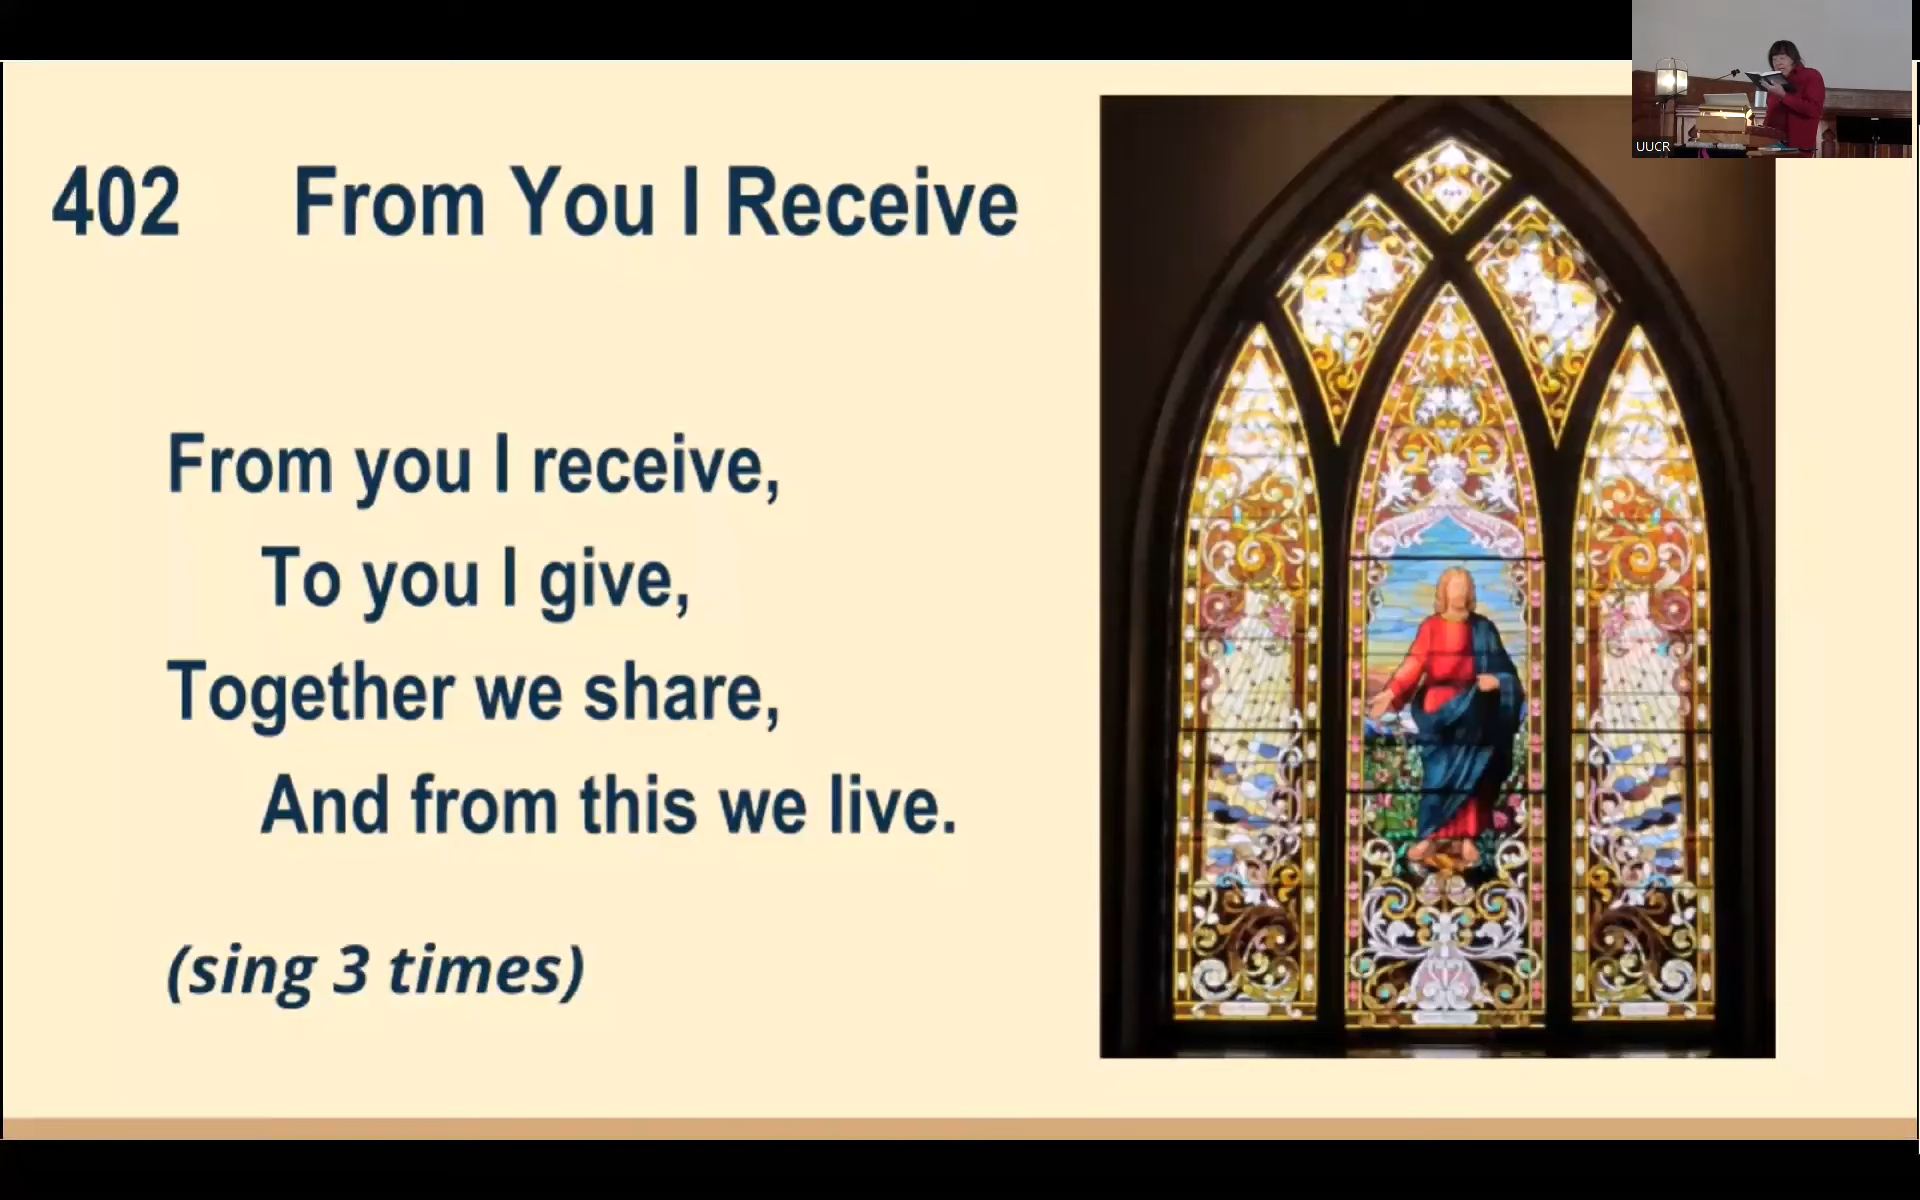 402 From You I Receive
From you I receive,
To you I give,
Together we share,
And from this we live.
(sing 3 times)
UUCR